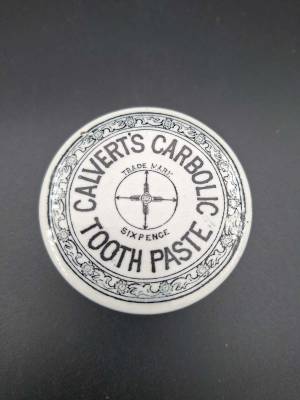 CALVERT'S CARBOLIC
TRADE MARK
SIXPENCE
TOOTH PASTE